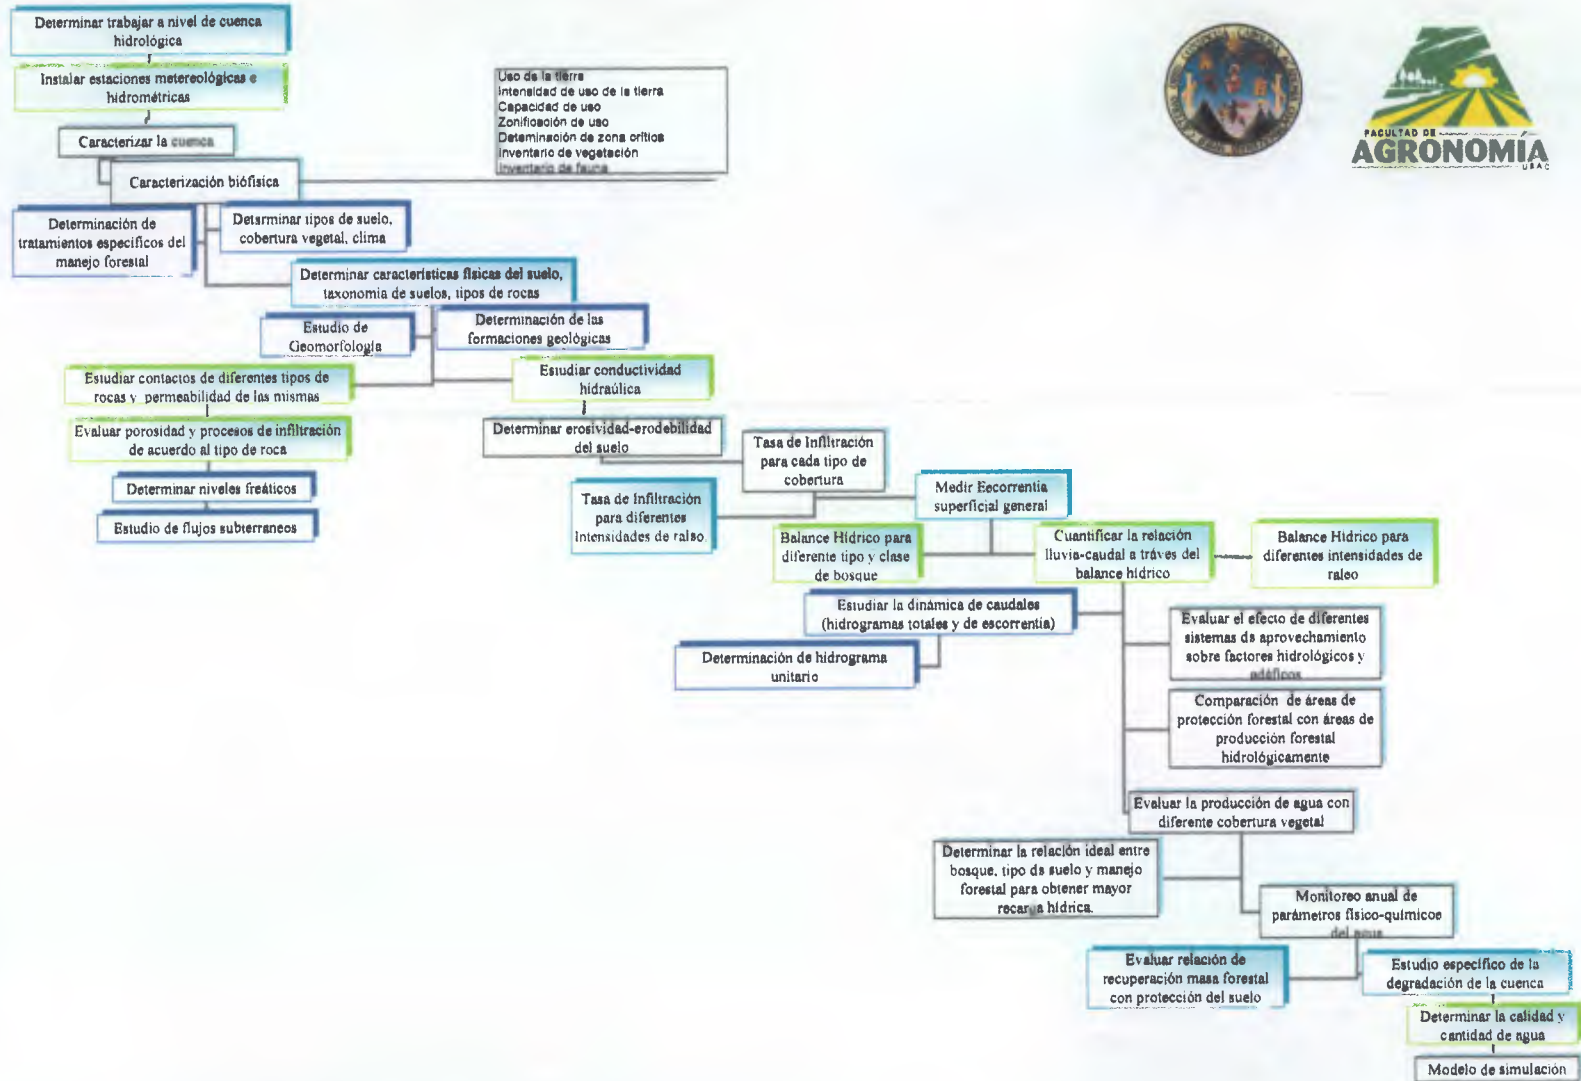 Determinar trabajar a nivel de cuenca
hidrológica
Instalar estaciones metereológicas e
hidrométricas
Caracterizar la cuenca
Caracterización biófisica
Uso de la tierra
Intensidad de uso de la tierra
Capacidad de uso
Zonificación de uso
Deteminación de zona crítica
Inventario de vegetación
Inventario de fauna
FACULTAD DE
AGRONOMÍA
USAC
Determinación de
tratamientos especificos del
manejo forestal
Determinar tipos de suelo,
cobertura vegetal, clima
Determinar características físicas del suelo,
taxonomia de suelos, tipos de rocas
Estudio de
Geomorfología
Determinación de las
formaciones geológicas
Estudiar contactos de diferentes tipos de
rocas y permeabilidad de las mismas
Estudiar conductividad
hidraúlica
Evaluar porosidad y procesos de infiltración
de acuerdo al tipo de roca
Determinar erosividad-erodebilidad
del suelo
Determinar niveles freáticos
Estudio de flujos subterraneos
Tasa de Infiltración
para cada tipo de
cobertura
Tasa de Infiltración
para diferentes
Intensidades de ralso.
Medir Escorrentía
superficial general
Balance Hídrico para
diferente tipo y clase
de bosque
Cuantificar la relación
lluvia-caudal a tráves del
balance hídrico
Balance Hídrico para
diferentes intensidades de
raleo
Estudiar la dinámica de caudales
(hidrogramas totales y de escorrentía)
Determinación de hidrograma
unitario
Evaluar el efecto de diferentes
sistemas ds aprovechamiento
sobre factores hidrológicos y
edáficos
Comparación de áreas de
protección forestal con áreas de
producción forestal
hidrológicamente
Evaluar la producción de agua con
diferente cobertura vegetal
Determinar la relación ideal entre
bosque, tipo ds suelo y manejo
forestal para obtener mayor
recarga hídrica.
Monitoreo anual de
parámetros físico-químicos
del agua
Evaluar relación de
recuperación masa forestal
con protección del suelo
Estudio específico de la
degradación de la cuenca
Determinar la calidad y
cantidad de agua
Modelo de simulación